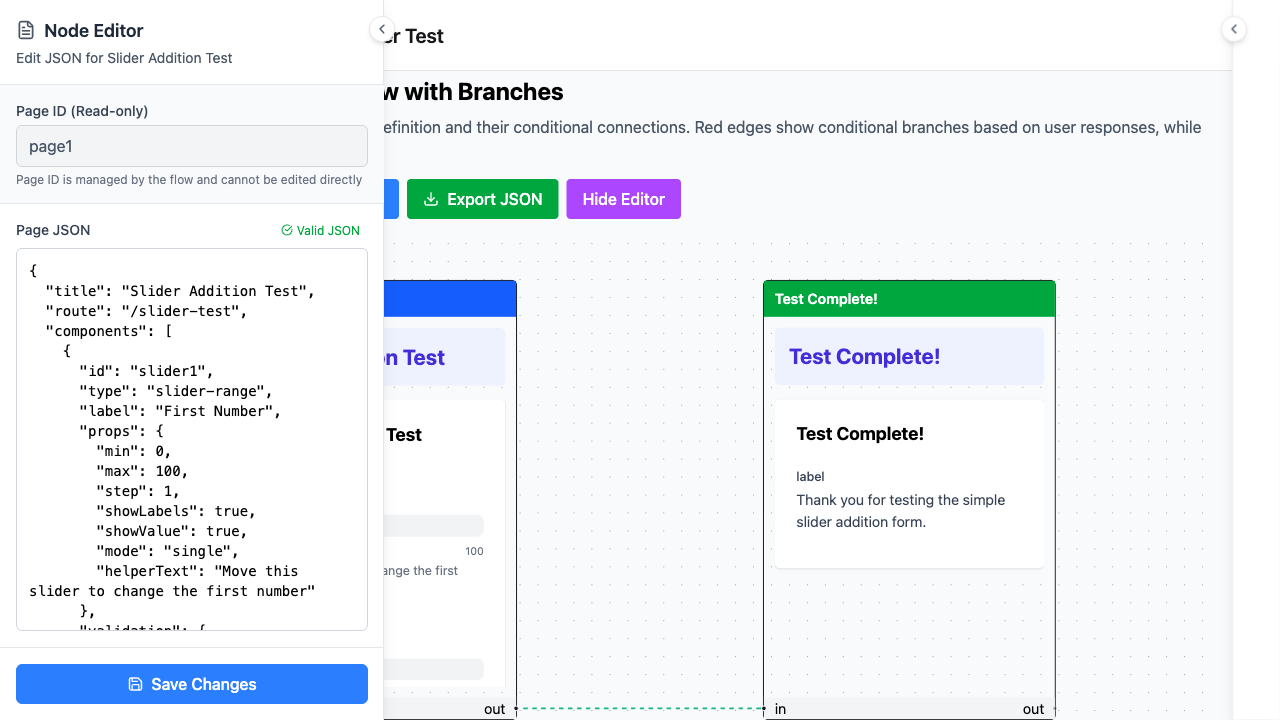 Node Editor
Edit JSON for Slider Addition Test
Page ID (Read-only)
page1
Page ID is managed by the flow and cannot be edited directly
Page JSON
Valid JSON
{
"title": "Slider Addition Test",
"route": "/slider-test",
"components": [
{
"id": "slider1",
"type": "slider-range",
"label": "First Number",
"props": {
"min": 0,
"max": 100,
"step": 1,
"showLabels": true,
"showValue": true,
"mode": "single",
"helperText": "Move this
slider to change the first number"
},
"validation": {
Save Changes
Test
with Branches
and their conditional connections. Red edges show conditional branches based on user responses, while
Export JSON
Hide Editor
Test
Test
100
the first
out
Test Complete!
Test Complete!
Test Complete!
label
Thank you for testing the simple
slider addition form.
in
out